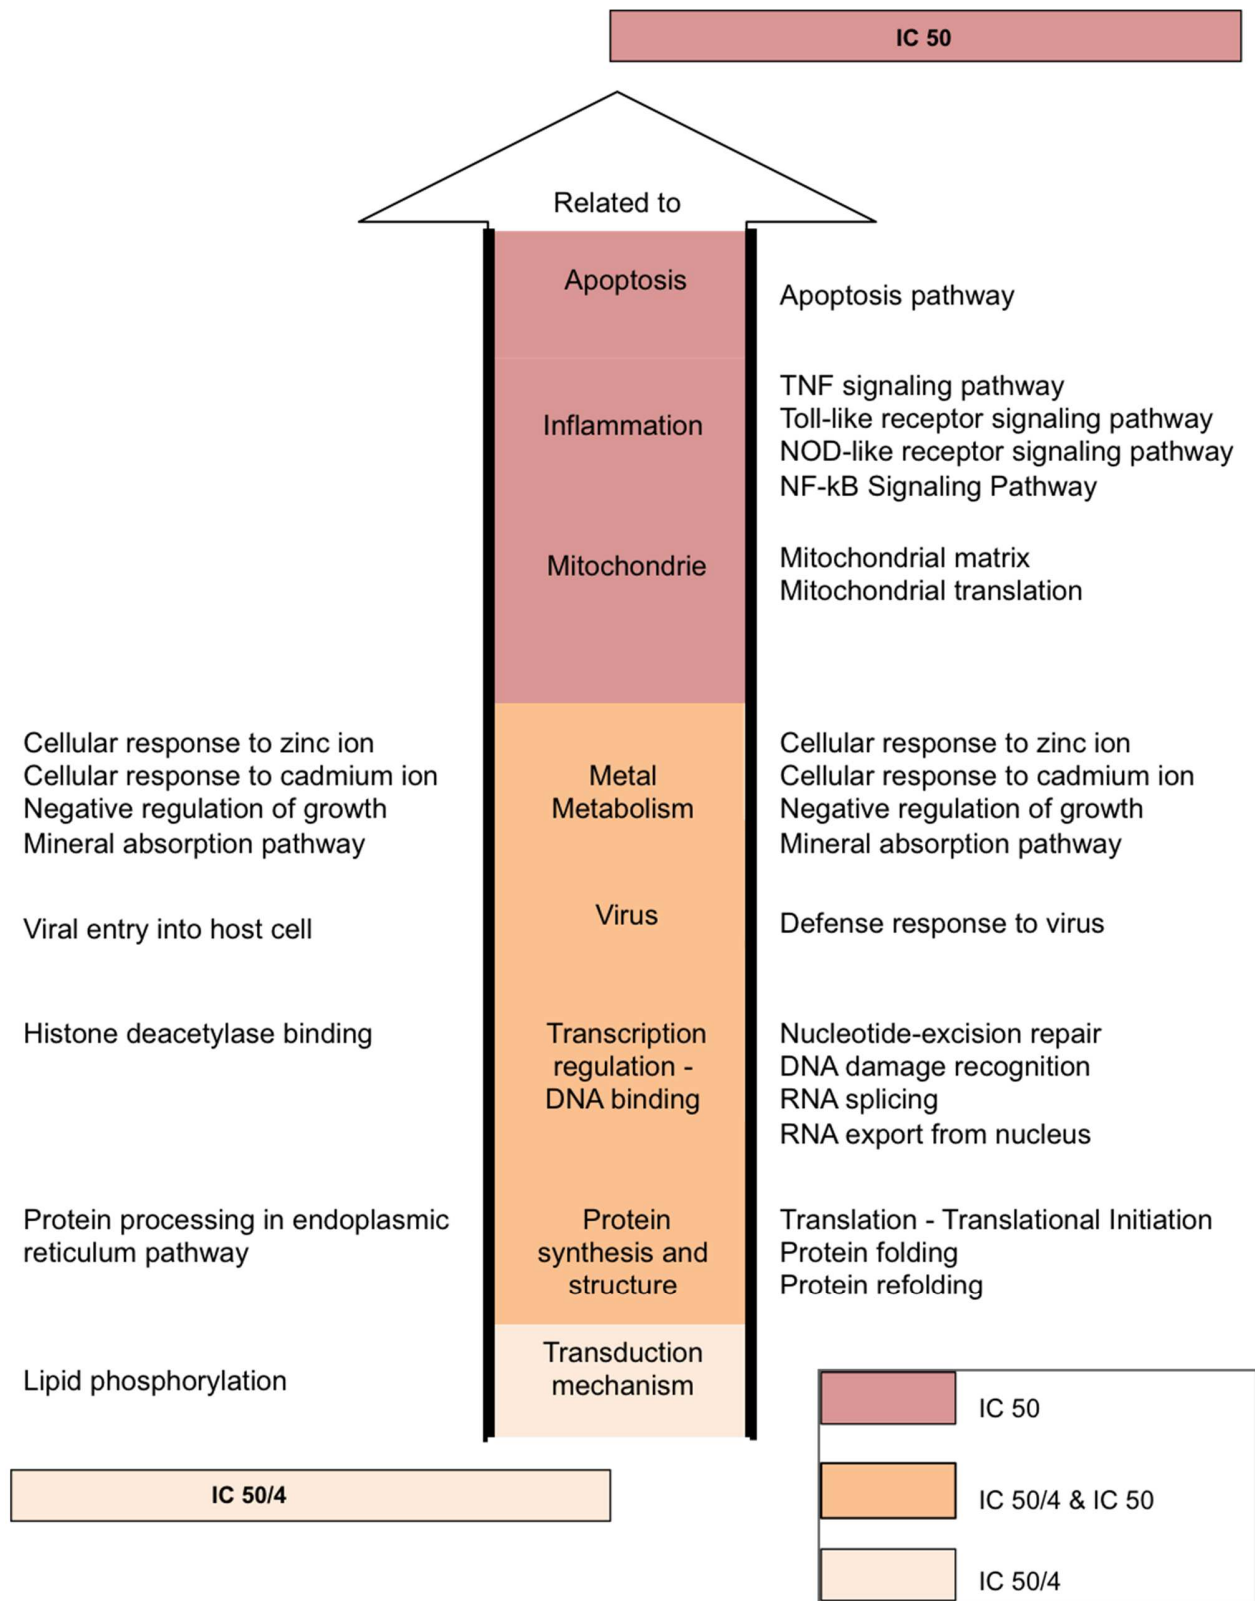 IC 50
Related to
Apoptosis
Apoptosis pathway
Inflammation
TNF signaling pathway
Toll-like receptor signaling pathway
NOD-like receptor signaling pathway
NF-kB Signaling Pathway
Mitochondrie
Mitochondrial matrix
Mitochondrial translation
Cellular response to zinc ion
Cellular response to cadmium ion
Negative regulation of growth
Mineral absorption pathway
Metal
Metabolism
Cellular response to zinc ion
Cellular response to cadmium ion
Negative regulation of growth
Mineral absorption pathway
Viral entry into host cell
Virus
Defense response to virus
Histone deacetylase binding
Transcription
regulation -
DNA binding
Nucleotide-excision repair
DNA damage recognition
RNA splicing
RNA export from nucleus
Protein processing in endoplasmic
reticulum pathway
Protein
synthesis and
structure
Translation - Translational Initiation
Protein folding
Protein refolding
Lipid phosphorylation
Transduction
mechanism
IC 50/4
IC 50
IC 50/4 & IC 50
IC 50/4